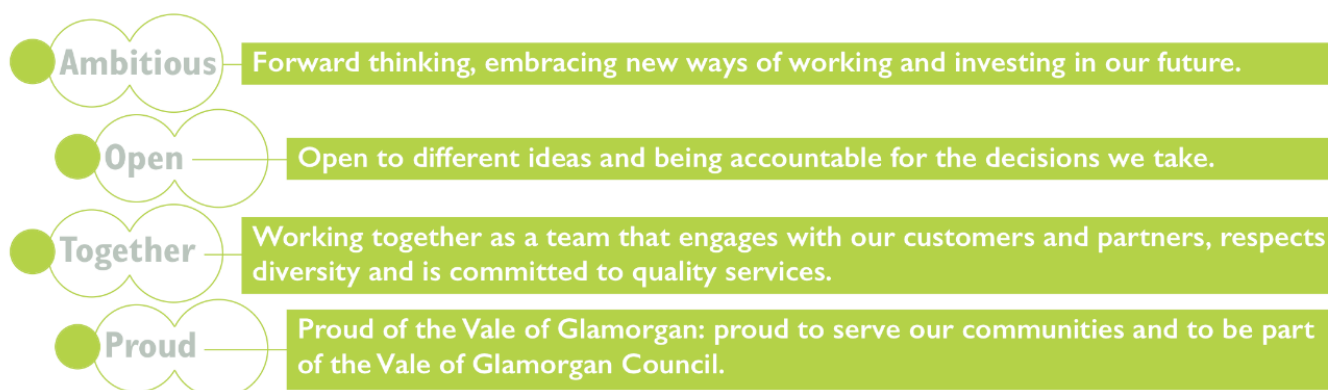 Ambitious
Forward thinking, embracing new ways of working and investing in our future.
Open
Open to different ideas and being accountable for the decisions we take.
Together
Working together as a team that engages with our customers and partners, respects
diversity and is committed to quality services.
Proud
Proud of the Vale of Glamorgan: proud to serve our communities and to be part
of the Vale of Glamorgan Council.